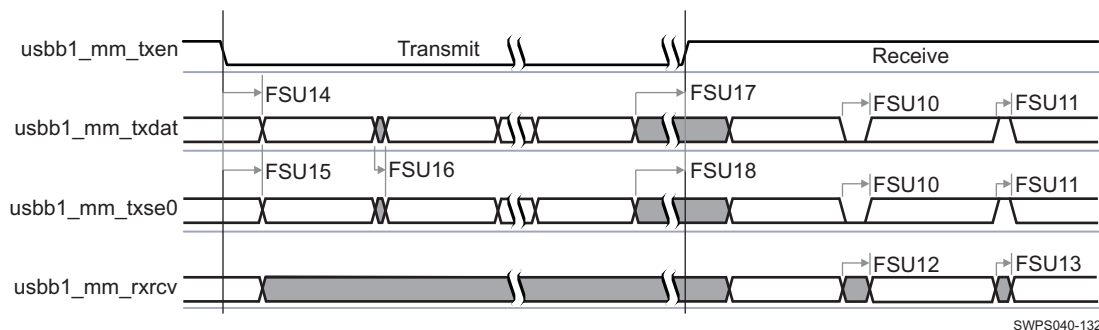 usbb1_mm_txen Transmit Receive
FSU14 FSU17 FSU10 FSU11
usbb1_mm_txdat
FSU15 FSU16 FSU18 FSU10 FSU11
usbb1_mm_txse0
FSU12 FSU13
usbb1_mm_rxrcv
SWPS040-132